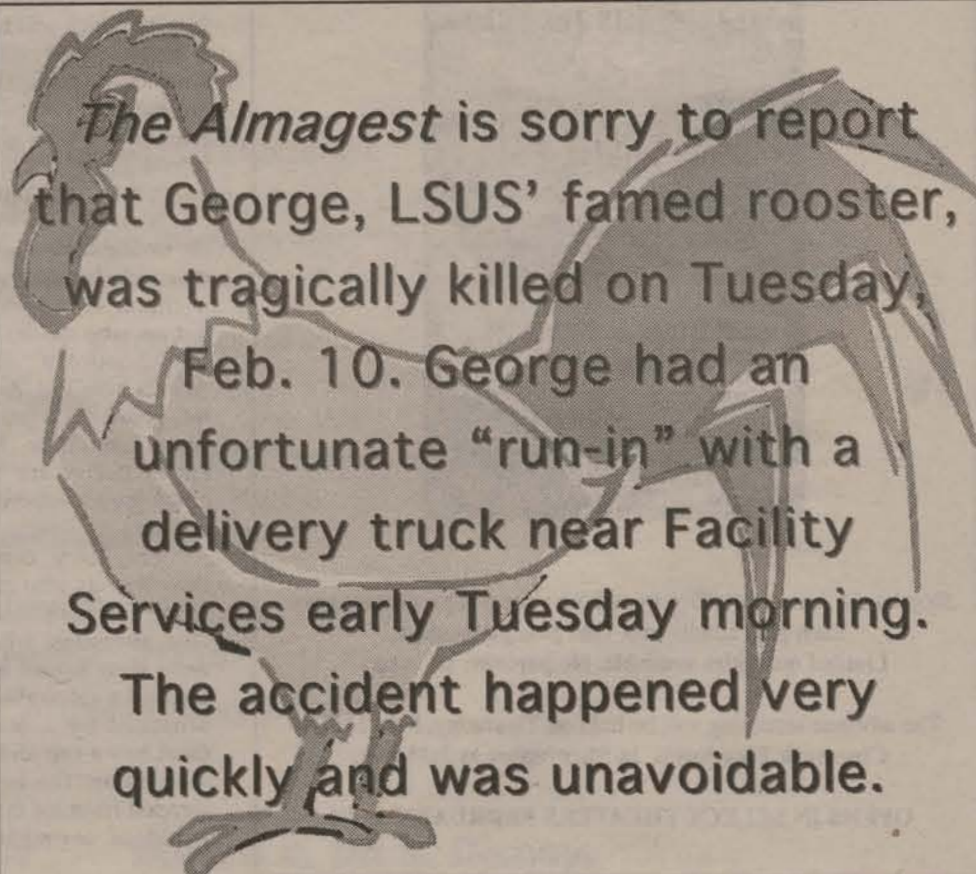 The Almagest is sorry to report
that George, LSUS’ famed rooster,
was tragically killed on Tuesday,
Feb. 10. George had an
unfortunate “run-in” with a
delivery truck near Facility
Services early Tuesday morning.
The accident happened very
quickly and was unavoidable.